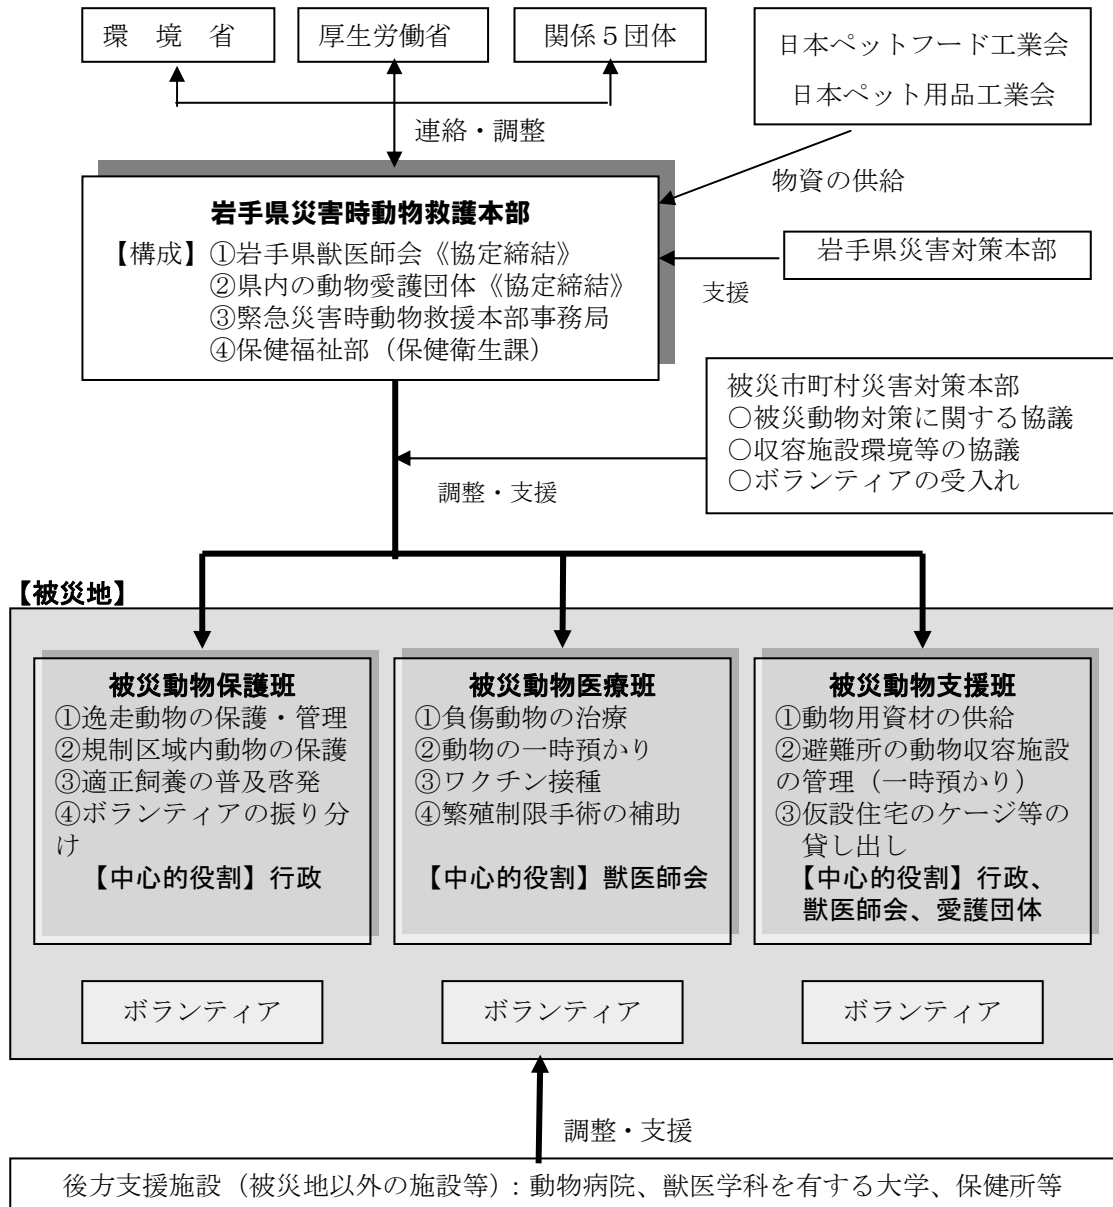 環　境　省
厚生労働省
関係５団体
日本ペットフード工業会
日本ペット用品工業会
連絡・調整
物資の供給
岩手県災害時動物救護本部
【構成】①岩手県獣医師会《協定締結》
②県内の動物愛護団体《協定締結》
③緊急災害時動物救援本部事務局
④保健福祉部（保健衛生課）
岩手県災害対策本部
支援
被災市町村災害対策本部
〇被災動物対策に関する協議
〇収容施設環境等の協議
〇ボランティアの受入れ
調整・支援
【被災地】
被災動物保護班
①逸走動物の保護・管理
②規制区域内動物の保護
③適正飼養の普及啓発
④ボランティアの振り分
け
【中心的役割】行政
被災動物医療班
①負傷動物の治療
②動物の一時預かり
③ワクチン接種
④繁殖制限手術の補助
【中心的役割】獣医師会
被災動物支援班
①動物用資材の供給
②避難所の動物収容施設
の管理（一時預かり）
③仮設住宅のケージ等の
貸し出し
【中心的役割】行政、
獣医師会、愛護団体
ボランティア
ボランティア
ボランティア
調整・支援
後方支援施設（被災地以外の施設等）：動物病院、獣医学科を有する大学、保健所等